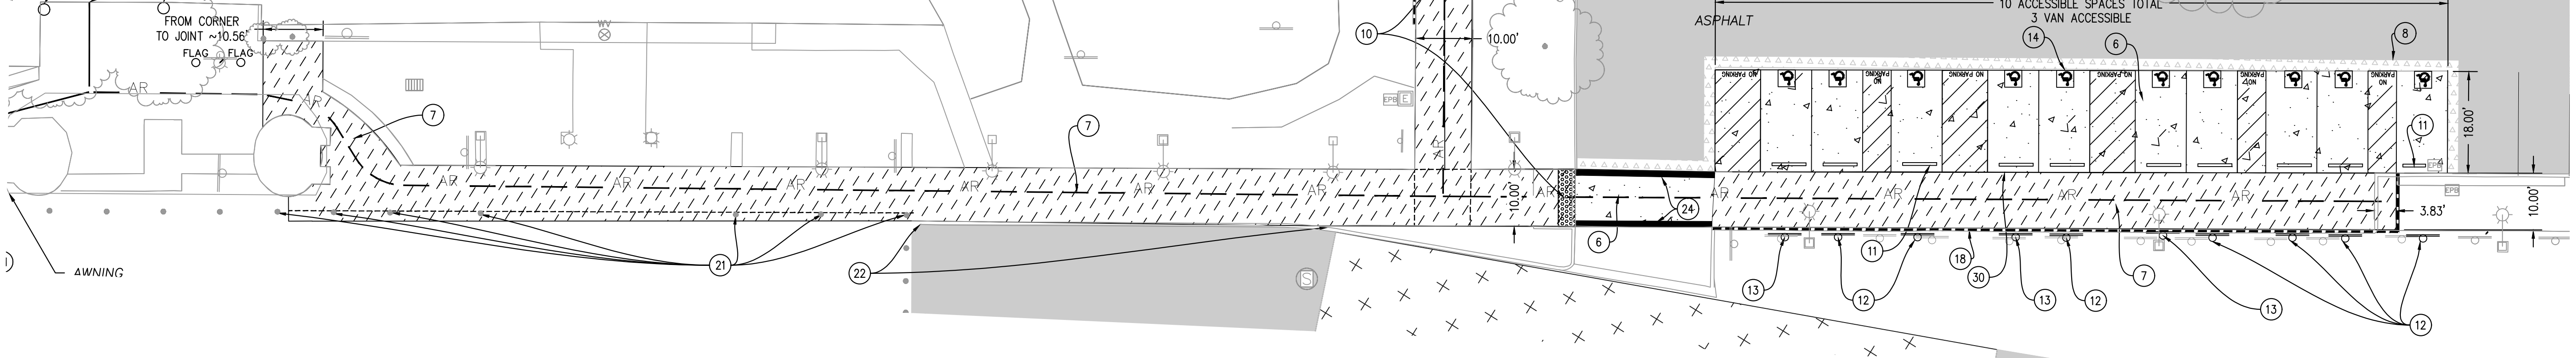 FROM CORNER
TO JOINT ~10.56'
FLAG FLAG
WV
10 ACCESSIBLE SPACES TOTAL
3 VAN ACCESSIBLE
ASPHALT
10
10.00'
14
6
8
NO PARKING
NO PARKING
NO PARKING
NO PARKING
NO PARKING
NO PARKING
AR
AR
7
7
EPB E
AR
11
EPB
18.00'
AR
AR
AR
AR
AR
AR
AR
10.00'
AR
AR
AR
AR
EPB
3.83'
10.00'
24
6
11
18
30
7
21
22
S
13
12
13
12
13
12
AWNING